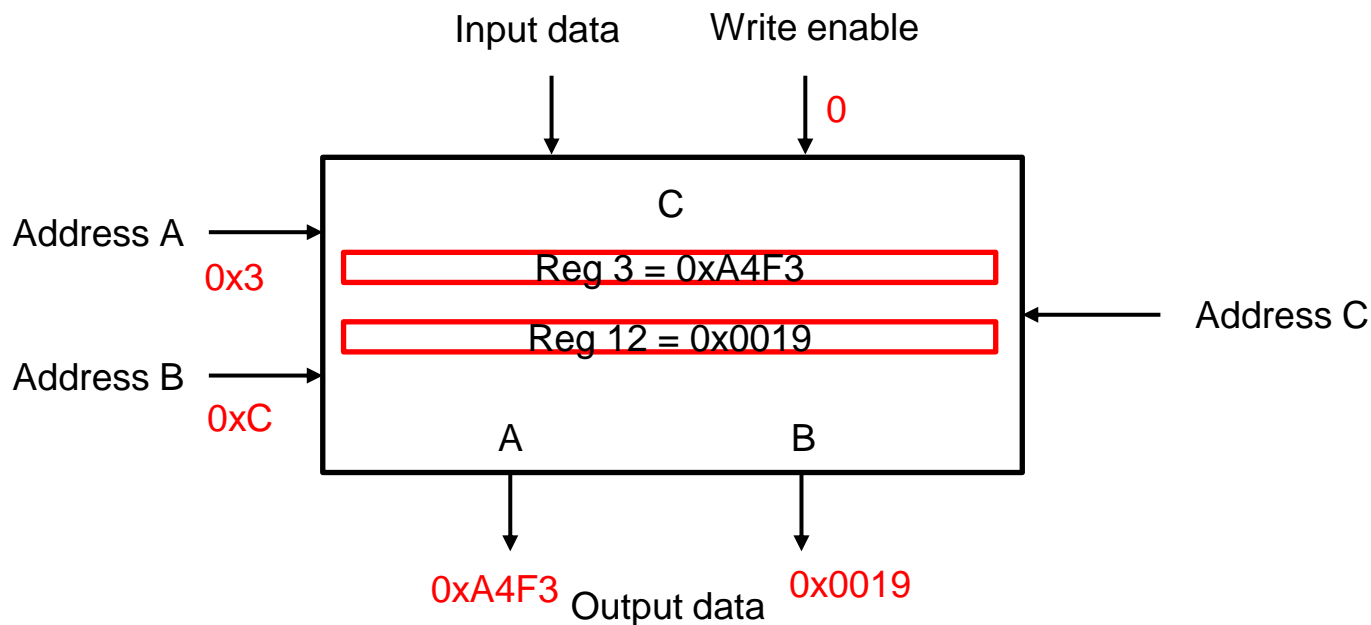 Input data
Write enable
0
C
Address A
0x3
Reg 3 = 0xA4F3
Reg 12 = 0x0019
Address C
Address B
0xC
A
B
0xA4F3
Output data
0x0019